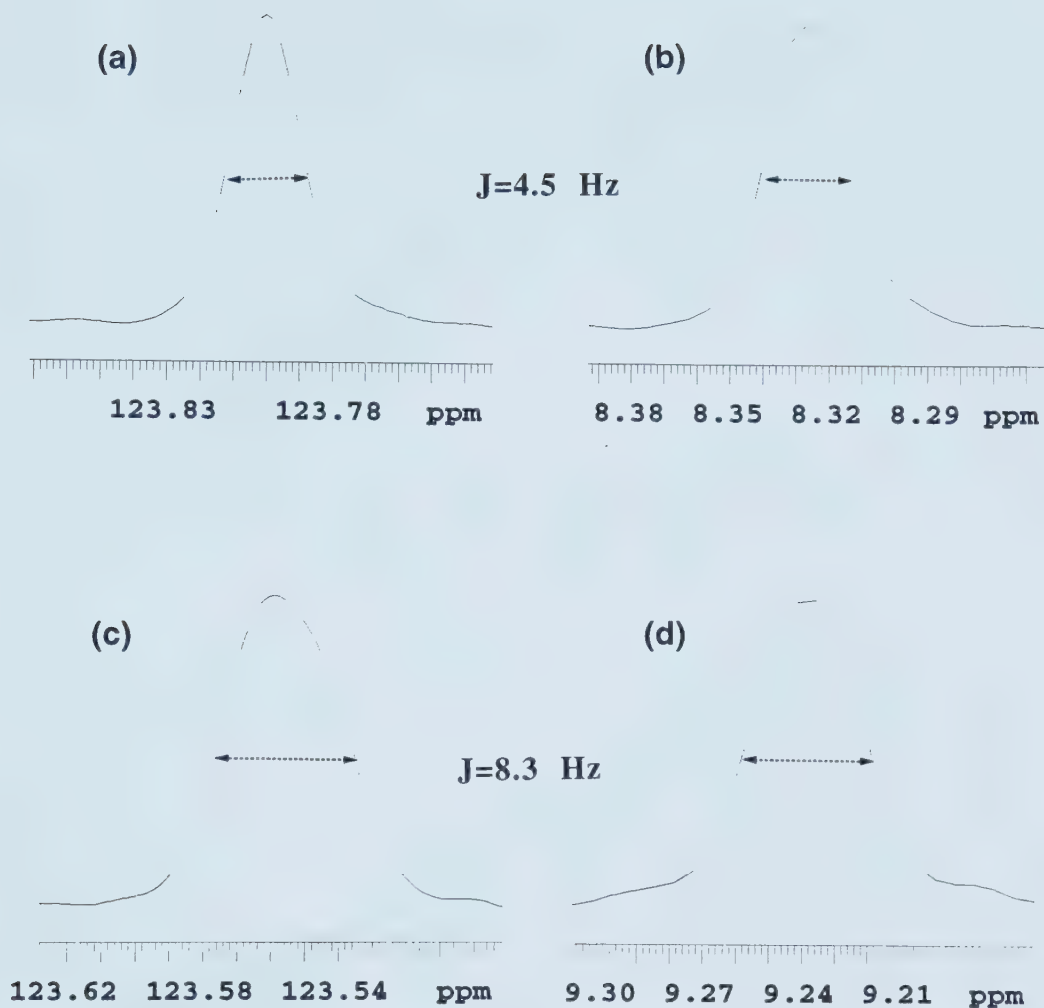 (a) (b)
J=4.5 Hz
123.83 123.78 ppm 8.38 8.35 8.32 8.29 ppm
(c) (d)
J=8.3 Hz
123.62 123.58 123.54 ppm 9.30 9.27 9.24 9.21 ppm